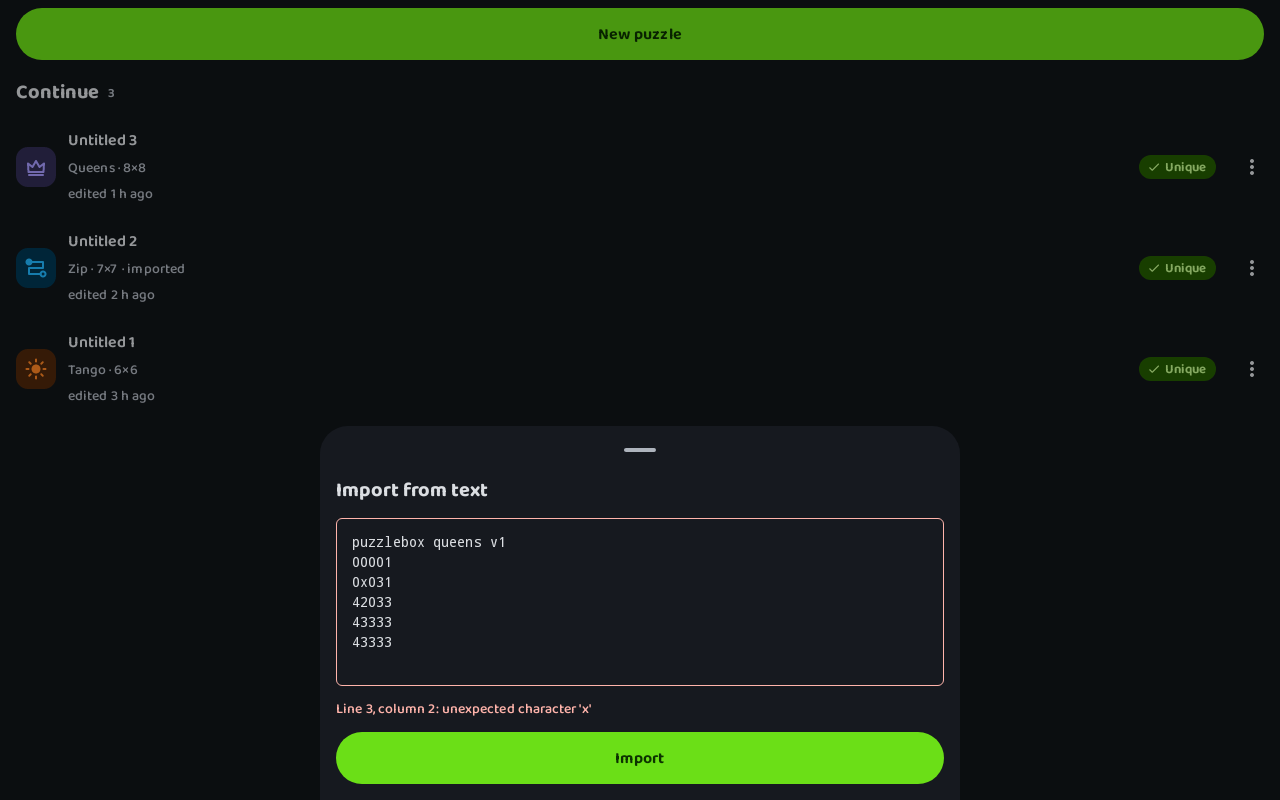 New puzzle
Continue 3
Untitled 3
Queens · 8×8
edited 1 h ago
Unique
Untitled 2
Zip · 7×7 · imported
edited 2 h ago
Unique
Untitled 1
Tango · 6×6
edited 3 h ago
Unique
Import from text
puzzlebox queens v1
00001
0x031
42033
43333
43333
Line 3, column 2: unexpected character 'x'
Import